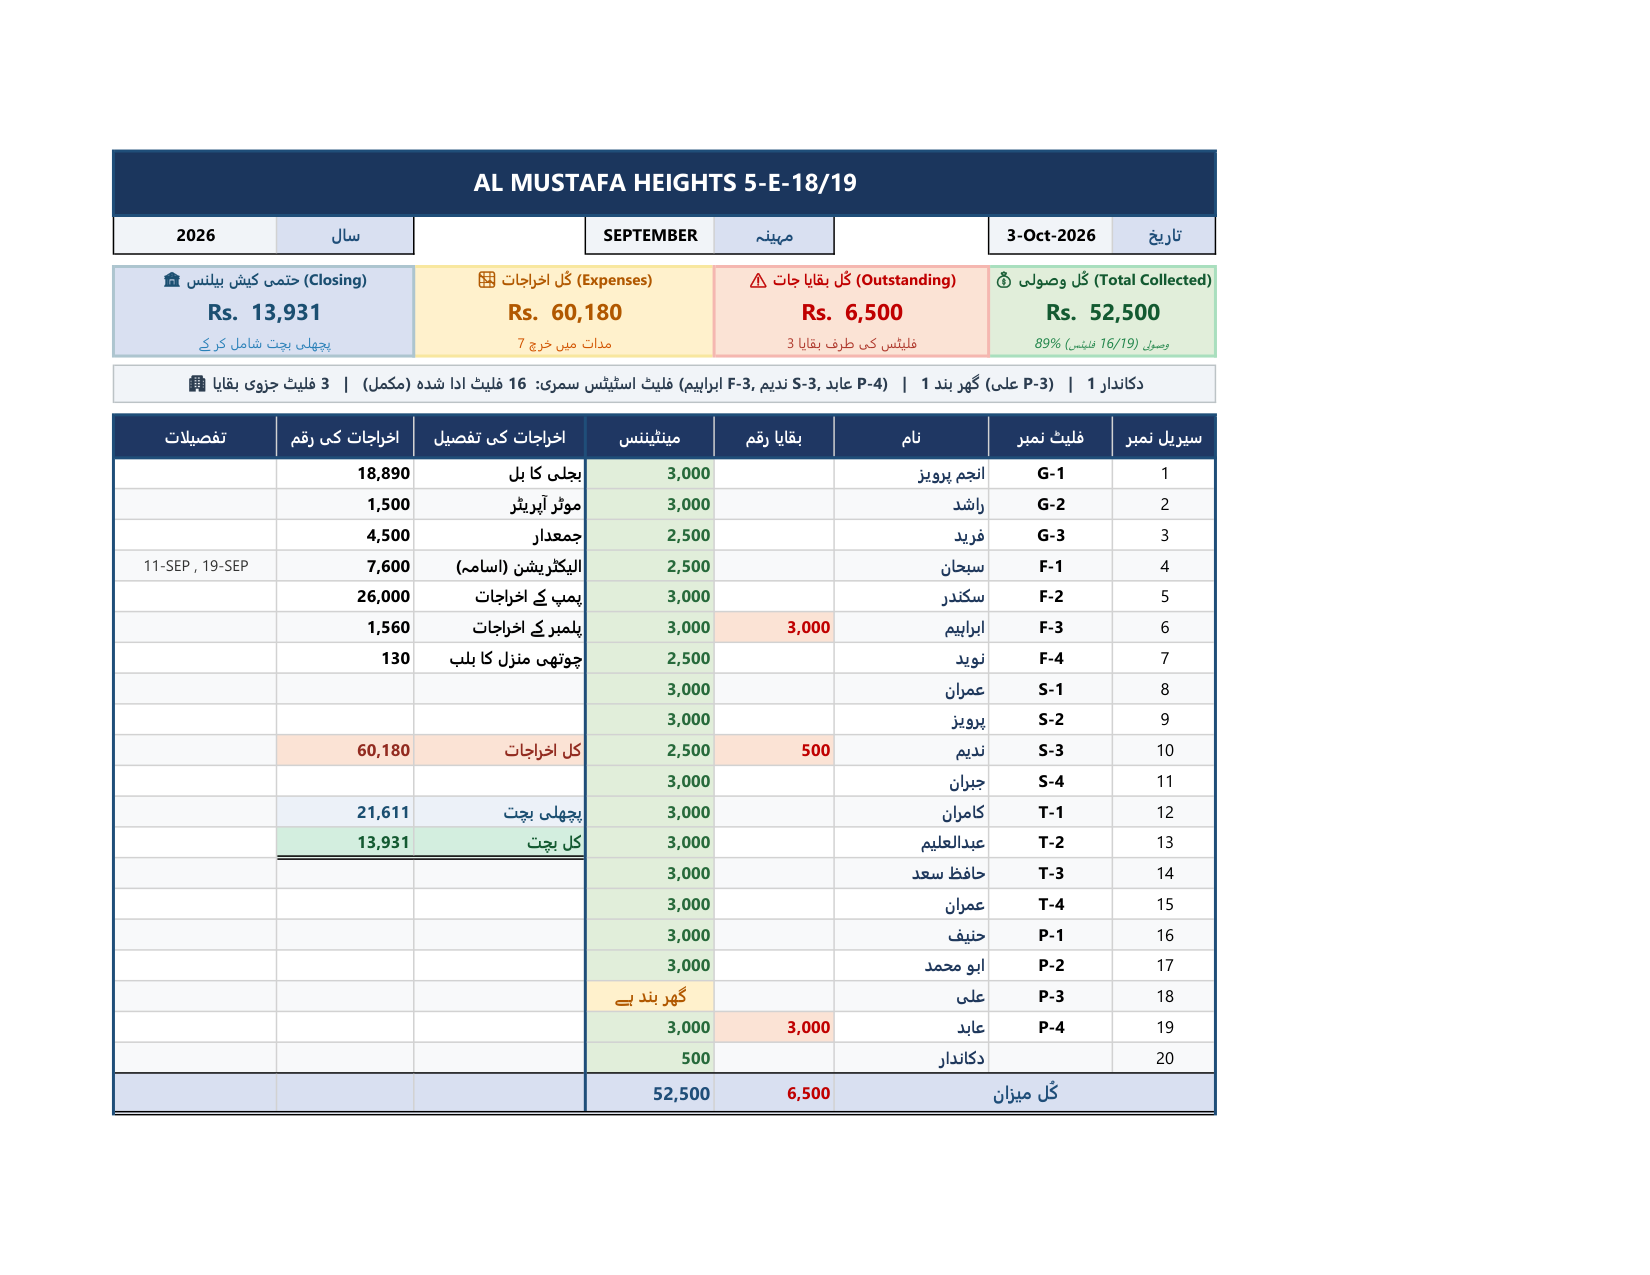 AL MUSTAFA HEIGHTS 5-E-18/19
تاریخ 3-Oct-2026 مہینہ SEPTEMBER سال 2026
کُل وصولی (Total Collected) کُل بقایا جات (Outstanding) کُل اخراجات (Expenses) حتمی کیش بیلنس (Closing)
Rs. 52,500 Rs. 6,500 Rs. 60,180 Rs. 13,931
89% وصول (16/19 فلیٹس) 3 فلیٹس کی طرف بقایا 7 مدات میں خرچ پچھلی بچت شامل کر کے
فلیٹ اسٹیٹس سمری: 16 فلیٹ ادا شدہ (مکمل) | 3 فلیٹ جزوی بقایا (ابراہیم F-3, ندیم S-3, عابد P-4) | 1 گھر بند (علی P-3) | 1 دکاندار
سیریل نمبر فلیٹ نمبر نام بقایا رقم مینٹیننس اخراجات کی تفصیل اخراجات کی رقم تفصیلات
1 G-1 انجم پرویز 3,000 بجلی کا بل 18,890
2 G-2 راشد 3,000 موٹر آپریٹر 1,500
3 G-3 فرید 2,500 جمعدار 4,500
4 F-1 سبحان 2,500 الیکٹریشن (اسامہ) 7,600 11-SEP , 19-SEP
5 F-2 سکندر 3,000 پمپ کے اخراجات 26,000
6 F-3 ابراہیم 3,000 3,000 پلمبر کے اخراجات 1,560
7 F-4 نوید 2,500 چوتھی منزل کا بلب 130
8 S-1 عمران 3,000
9 S-2 پرویز 3,000
10 S-3 ندیم 500 2,500 کل اخراجات 60,180
11 S-4 جبران 3,000
12 T-1 کامران 3,000 پچھلی بچت 21,611
13 T-2 عبدالعلیم 3,000 کل بچت 13,931
14 T-3 حافظ سعد 3,000
15 T-4 عمران 3,000
16 P-1 حنیف 3,000
17 P-2 ابو محمد 3,000
18 P-3 علی گھر بند ہے
19 P-4 عابد 3,000 3,000
20 دکاندار 500
کُل میزان 6,500 52,500